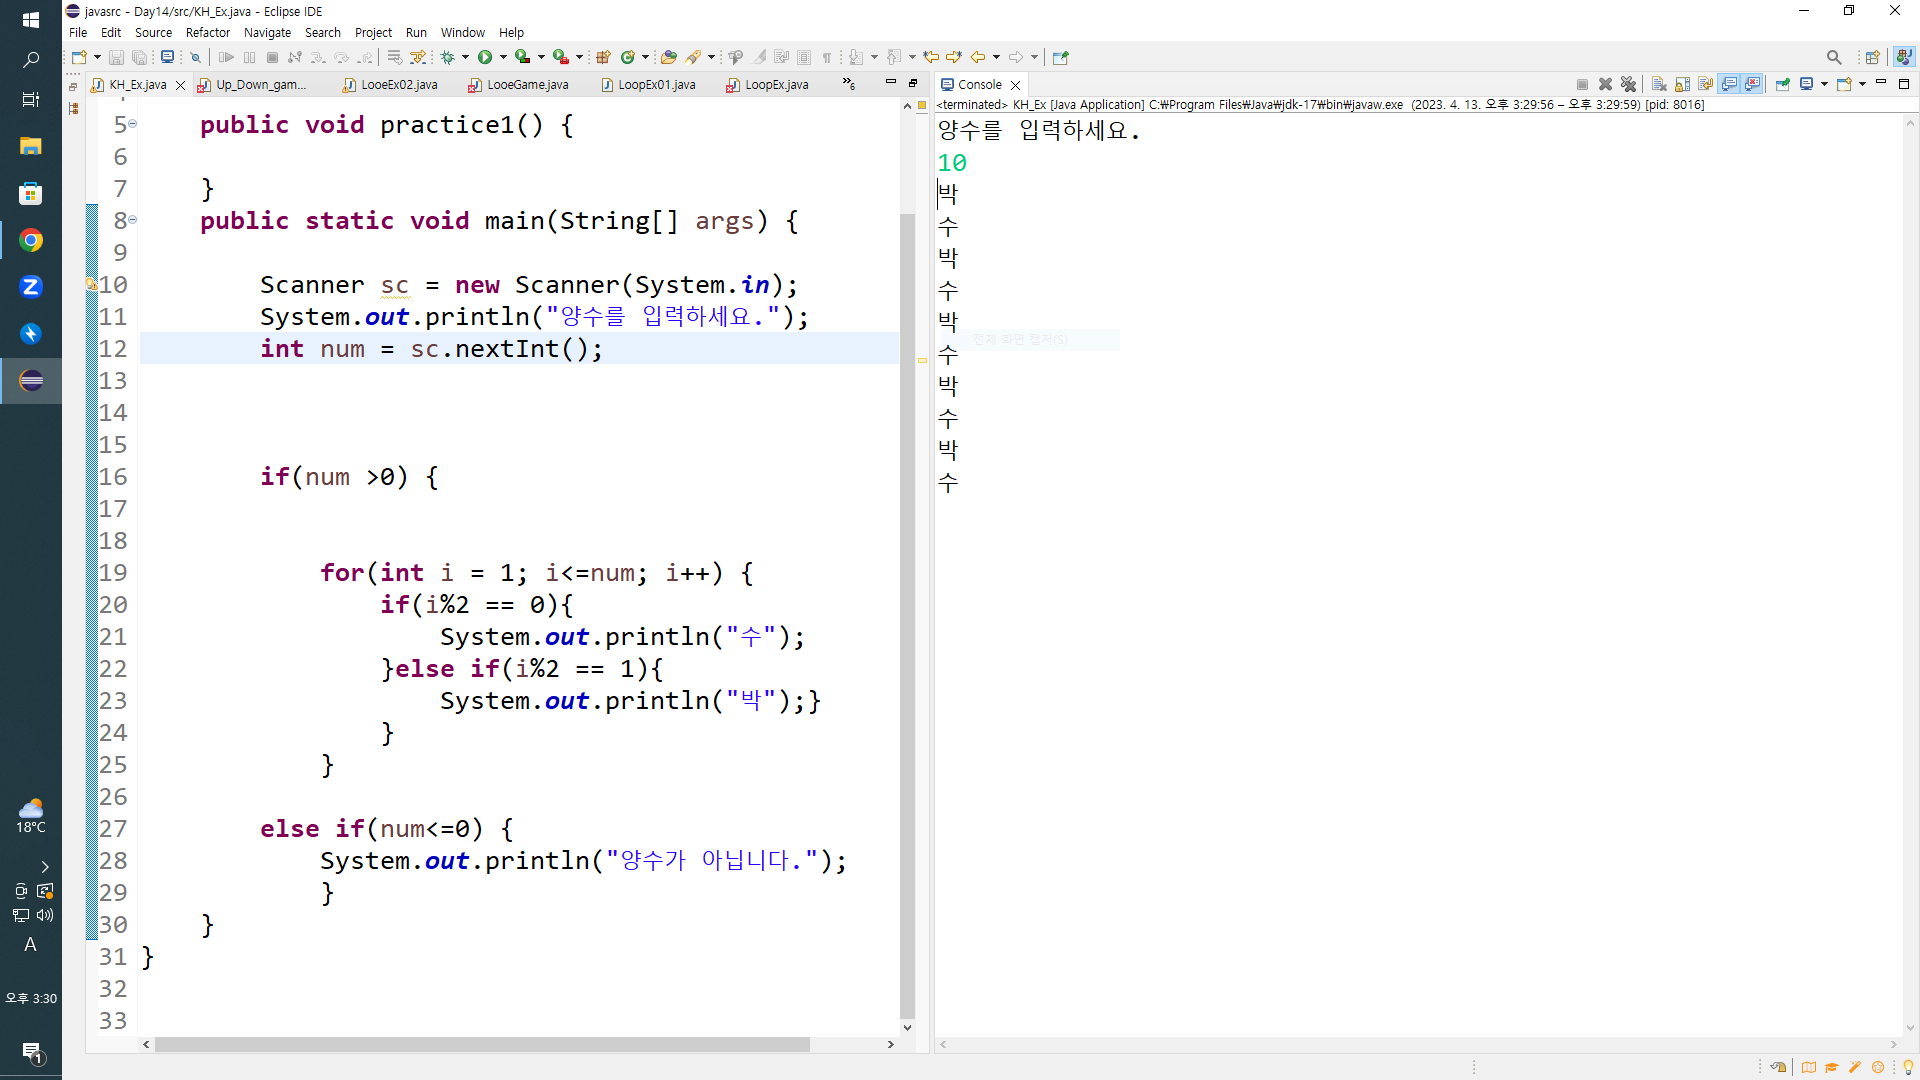 javasrc - Day14/src/KH_Ex.java - Eclipse IDE
File Edit Source Refactor Navigate Search Project Run Window Help
KH_Ex.java Up_Down_gam... LooeEx02.java LooeGame.java LoopEx01.java LoopEx.java »6
Console
<terminated> KH_Ex [Java Application] C:₩Program Files₩Java₩jdk-17₩bin₩javaw.exe (2023. 4. 13. 오후 3:29:56 – 오후 3:29:59) [pid: 8016]
5 public void practice1() {
6
7 }
8 public static void main(String[] args) {
9
10 Scanner sc = new Scanner(System.in);
11 System.out.println("양수를 입력하세요.");
12 int num = sc.nextInt();
13
14
15
16 if(num >0) {
17
18
19 for(int i = 1; i<=num; i++) {
20 if(i%2 == 0){
21 System.out.println("수");
22 }else if(i%2 == 1){
23 System.out.println("박");}
24 }
25 }
26
27 else if(num<=0) {
28 System.out.println("양수가 아닙니다.");
29 }
30 }
31 }
32
33
양수를 입력하세요.
10
박
수
박
수
박
수
박
수
박
수
전체 화면 캡처(S)
18°C
A
오후 3:30
1